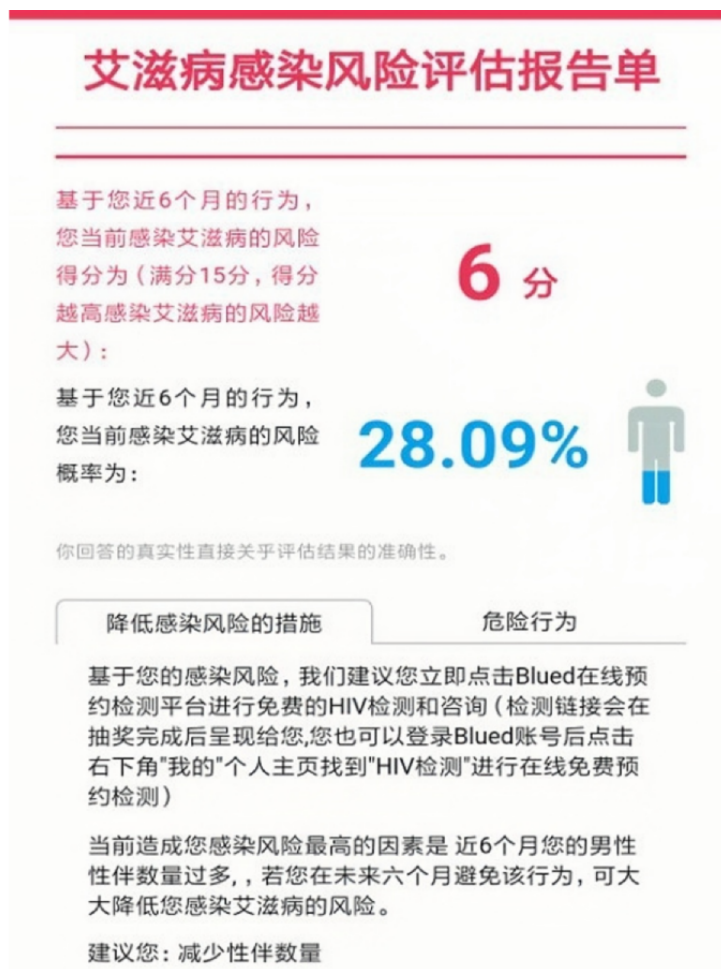 艾滋病感染风险评估报告单
基于您近6个月的行为，
您当前感染艾滋病的风险
得分为（满分15分，得分
越高感染艾滋病的风险越
大）：
6 分
基于您近6个月的行为，
您当前感染艾滋病的风险
概率为：
28.09%
你回答的真实性直接关乎评估结果的准确性。
降低感染风险的措施
危险行为
基于您的感染风险，我们建议您立即点击Blued在线预
约检测平台进行免费的HIV检测和咨询（检测链接会在
抽奖完成后呈现给您,您也可以登录Blued账号后点击
右下角"我的"个人主页找到"HIV检测"进行在线免费预
约检测）
当前造成您感染风险最高的因素是 近6个月您的男性
性伴数量过多,，若您在未来六个月避免该行为，可大
大降低您感染艾滋病的风险。
建议您：减少性伴数量